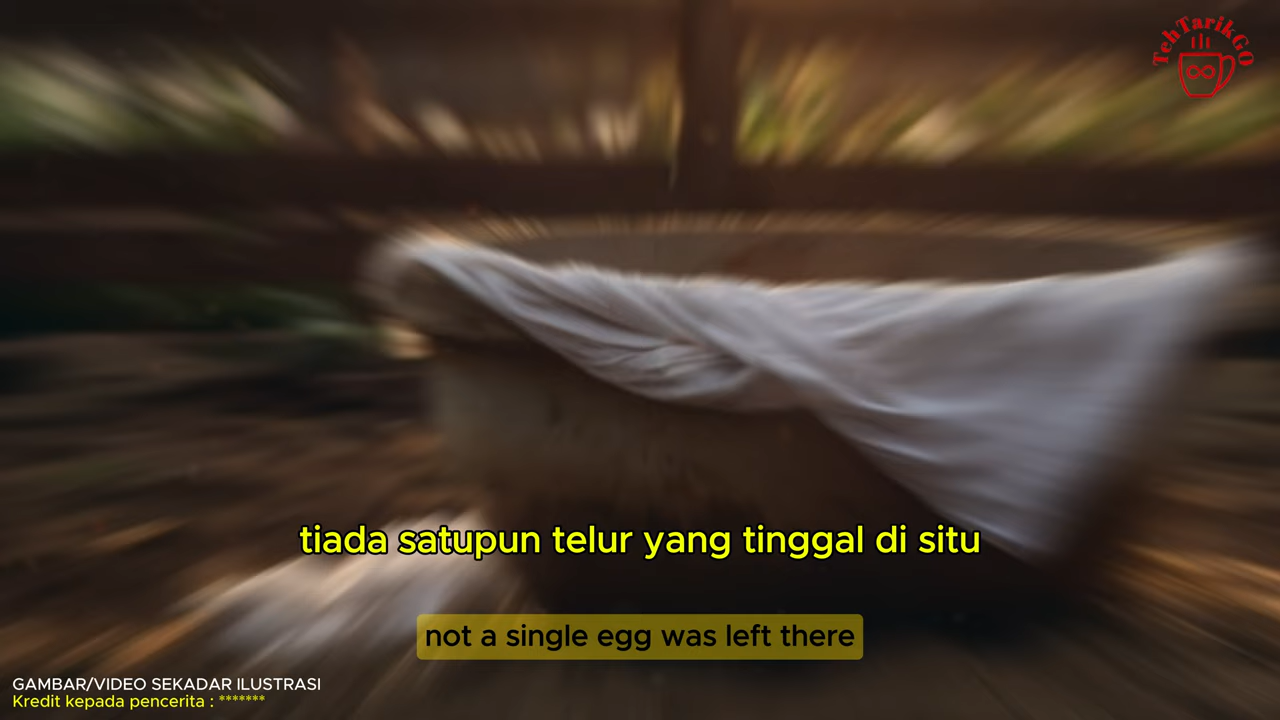 TehTarikGO
tiada satupun telur yang tinggal di situ
not a single egg was left there
GAMBAR/VIDEO SEKADAR ILUSTRASI
Kredit kepada pencerita : *******